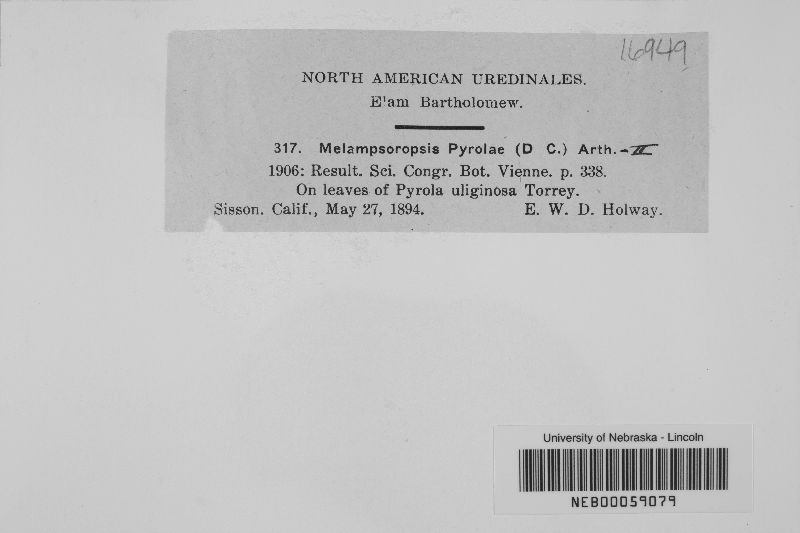 16949
NORTH AMERICAN UREDINALES.
E'am Bartholomew.
317. Melampsoropsis Pyrolae (D C.) Arth.-II
1906: Result. Sci. Congr. Bot. Vienne. p. 338.
On leaves of Pyrola uliginosa Torrey.
Sisson. Calif., May 27, 1894. E. W. D. Holway.
University of Nebraska - Lincoln
NEB00059079